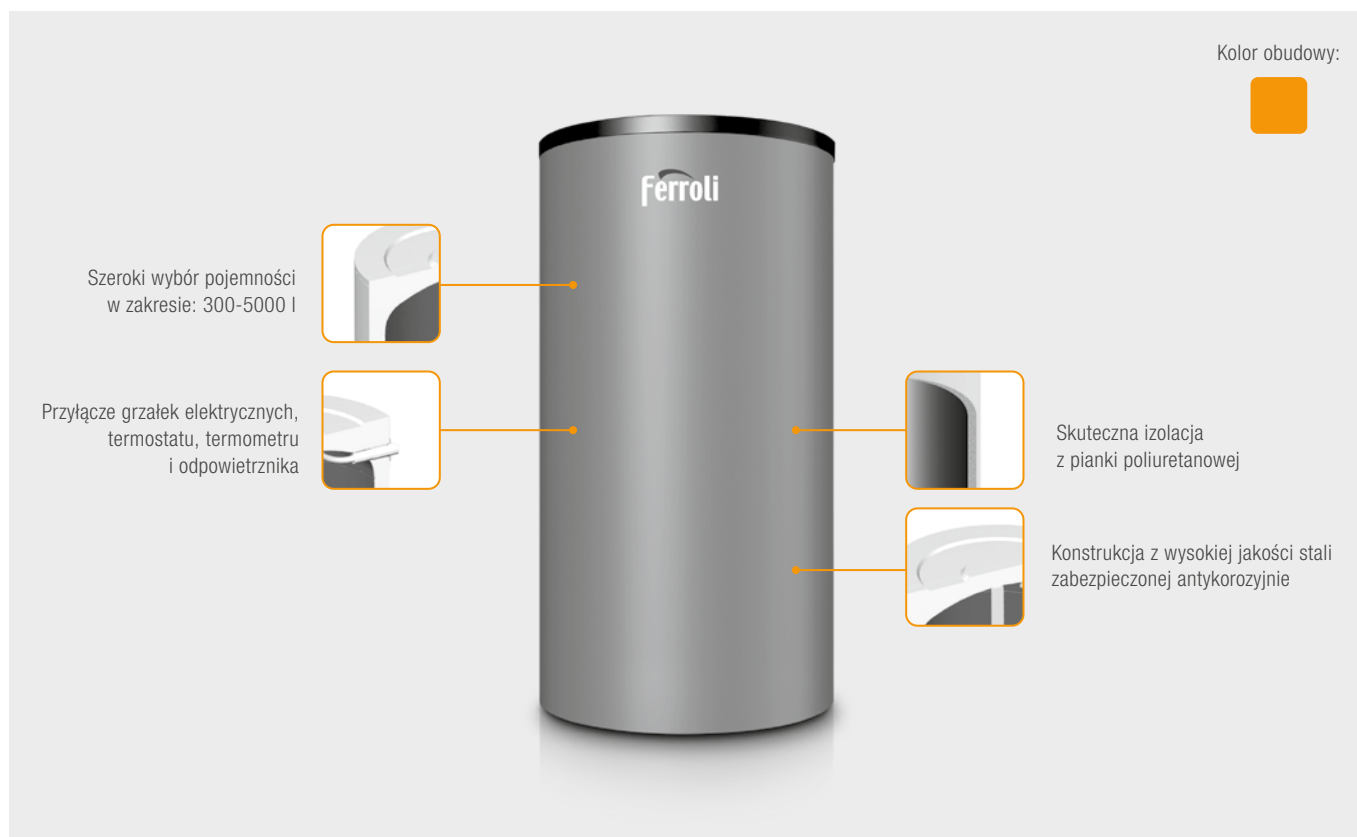 Kolor obudowy:
Ferroli
Szeroki wybór pojemności
w zakresie: 300-5000 l
Przyłącze grzałek elektrycznych,
termostatu, termometru
i odpowietrznika
Skuteczna izolacja
z pianki poliuretanowej
Konstrukcja z wysokiej jakości stali
zabezpieczonej antykorozyjnie